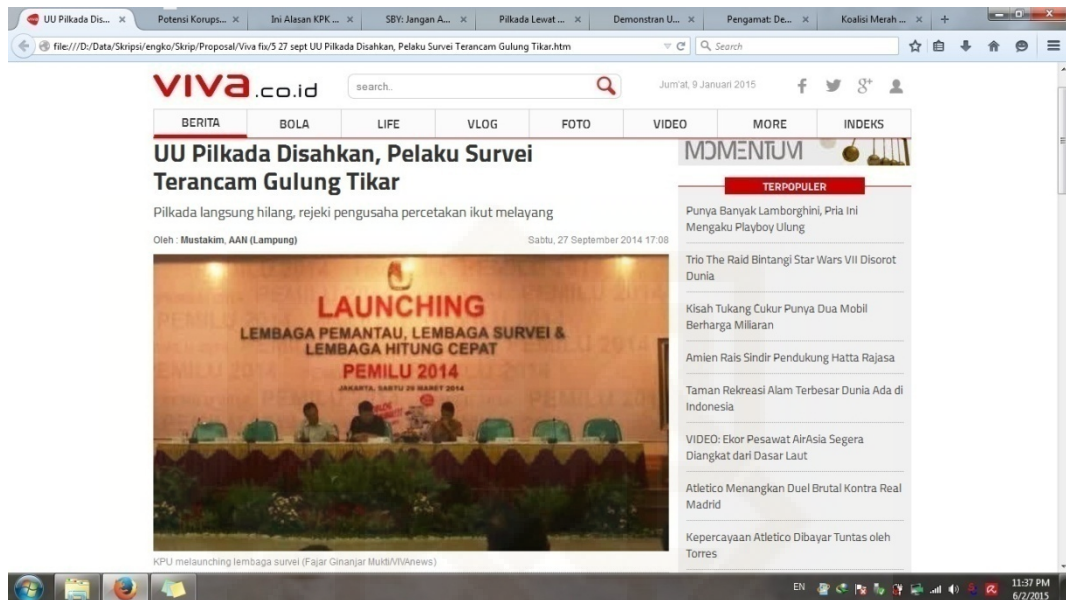 UU Pilkada Dis...
Potensi Korups...
Ini Alasan KPK ...
SBY: Jangan A...
Pilkada Lewat ...
Demonstran U...
Pengamat: De...
Koalisi Merah ...
file:///D:/Data/Skripsi/engko/Skrip/Proposal/Viva fix/5 27 sept UU Pilkada Disahkan, Pelaku Survei Terancam Gulung Tikar.htm
Search
VIVA.co.id
search..
Jum'at, 9 Januari 2015
BERITA
BOLA
LIFE
VLOG
FOTO
VIDEO
MORE
INDEKS
UU Pilkada Disahkan, Pelaku Survei
Terancam Gulung Tikar
Pilkada langsung hilang, rejeki pengusaha percetakan ikut melayang
Oleh : Mustakim, AAN (Lampung)
Sabtu, 27 September 2014 17:08
LAUNCHING
LEMBAGA PEMANTAU, LEMBAGA SURVEI &
LEMBAGA HITUNG CEPAT
PEMILU 2014
JAKARTA, SABTU 29 MARET 2014
KPU melaunching lembaga survei (Fajar Ginanjar Mukti/VIVAnews)
MOMENTUM
TERPOPULER
Punya Banyak Lamborghini, Pria Ini
Mengaku Playboy Ulung
Trio The Raid Bintangi Star Wars VII Disorot
Dunia
Kisah Tukang Cukur Punya Dua Mobil
Berharga Miliaran
Amien Rais Sindir Pendukung Hatta Rajasa
Taman Rekreasi Alam Terbesar Dunia Ada di
Indonesia
VIDEO: Ekor Pesawat AirAsia Segera
Diangkat dari Dasar Laut
Atletico Menangkan Duel Brutal Kontra Real
Madrid
Kepercayaan Atletico Dibayar Tuntas oleh
Torres
EN
11:37 PM
6/2/2015